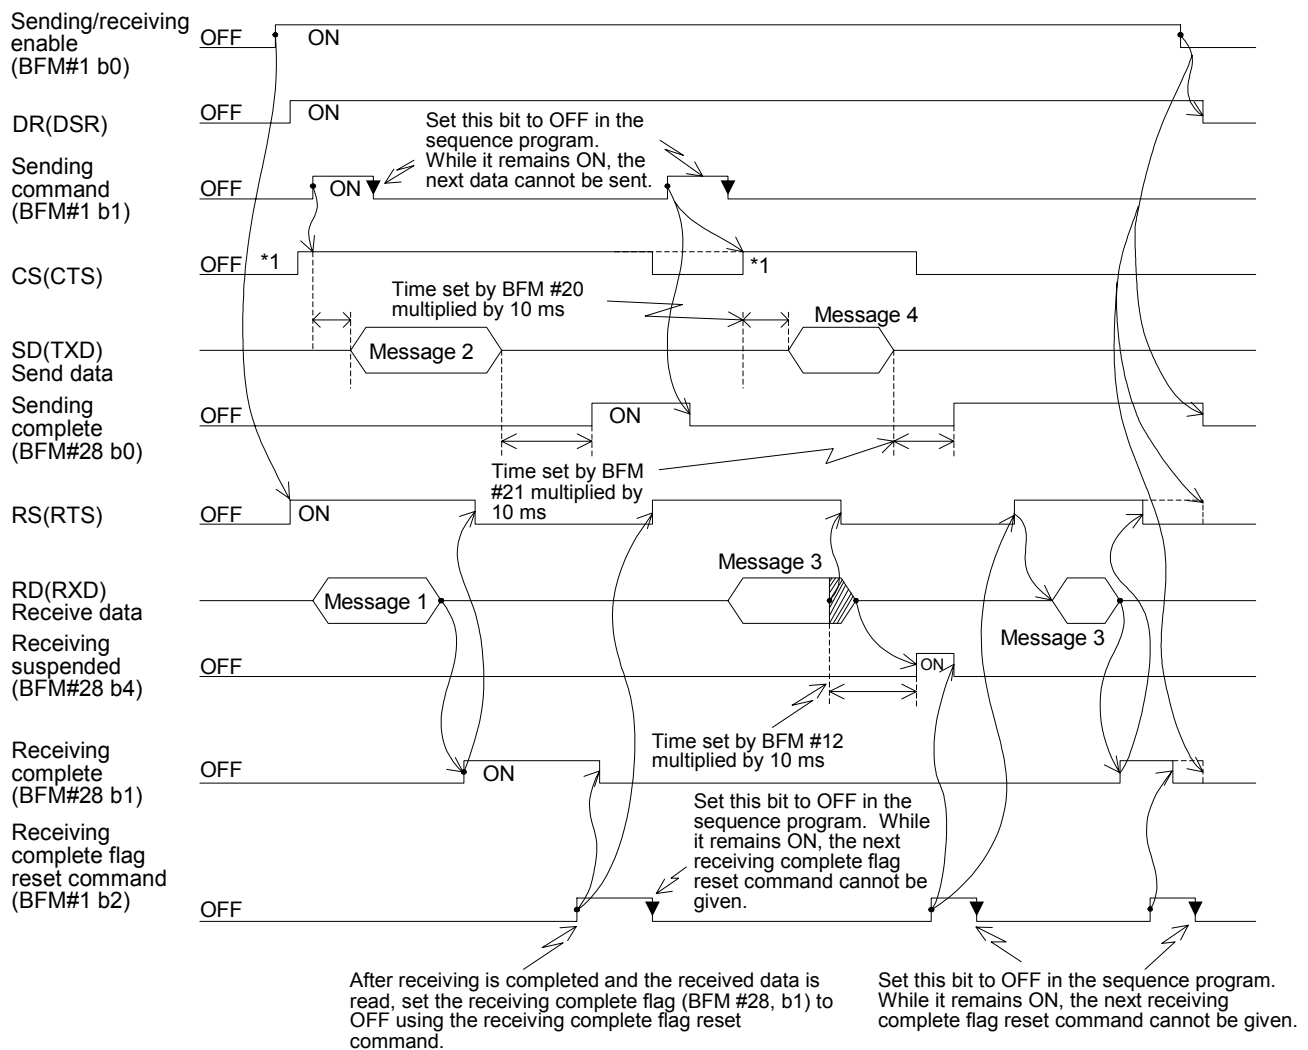 Sending/receiving
enable
(BFM#1 b0)
OFF
ON
DR(DSR)
OFF
ON
Set this bit to OFF in the
sequence program.
While it remains ON, the
next data cannot be sent.
Sending
command
(BFM#1 b1)
OFF
ON
CS(CTS)
OFF
*1
*1
Time set by BFM #20
multiplied by 10 ms
SD(TXD)
Send data
Message 2
Message 4
Sending
complete
(BFM#28 b0)
OFF
ON
Time set by BFM
#21 multiplied by
10 ms
RS(RTS)
OFF
ON
RD(RXD)
Receive data
Message 1
Message 3
Message 3
Receiving
suspended
(BFM#28 b4)
OFF
ON
Time set by BFM #12
multiplied by 10 ms
Receiving
complete
(BFM#28 b1)
OFF
ON
Set this bit to OFF in the
sequence program. While
it remains ON, the next
receiving complete flag
reset command cannot be
given.
Receiving
complete flag
reset command
(BFM#1 b2)
OFF
After receiving is completed and the received data is
read, set the receiving complete flag (BFM #28, b1) to
OFF using the receiving complete flag reset
command.
Set this bit to OFF in the sequence program.
While it remains ON, the next receiving
complete flag reset command cannot be given.